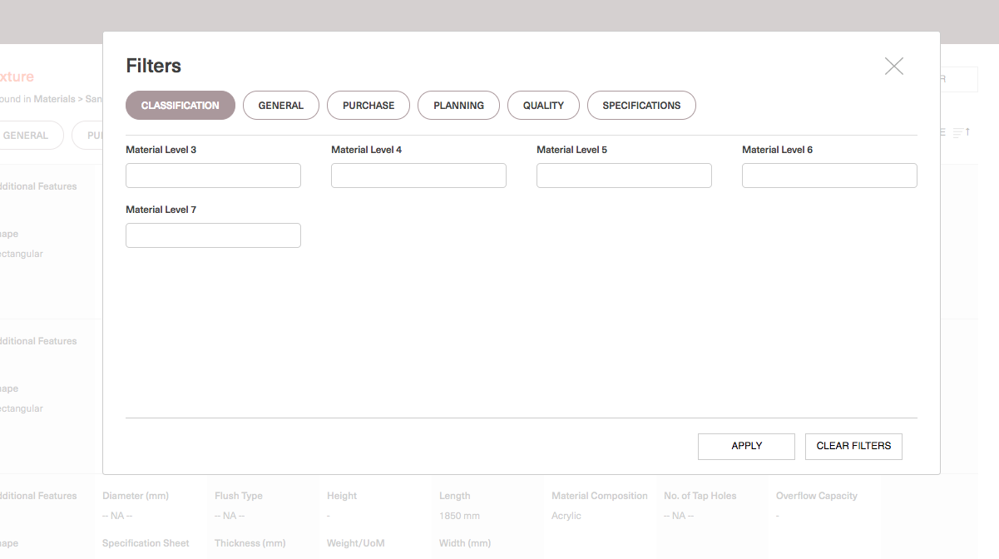 Filters
CLASSIFICATION GENERAL PURCHASE PLANNING QUALITY SPECIFICATIONS
Material Level 3 Material Level 4 Material Level 5 Material Level 6
Material Level 7
APPLY CLEAR FILTERS
xture
ound in Materials > San
R
GENERAL PU
E
dditional Features
hape
ectangular
dditional Features
hape
ectangular
dditional Features Diameter (mm) Flush Type Height Length Material Composition No. of Tap Holes Overflow Capacity
-- NA -- -- NA -- - 1850 mm Acrylic -- NA -- -
hape Specification Sheet Thickness (mm) Weight/UoM Width (mm)